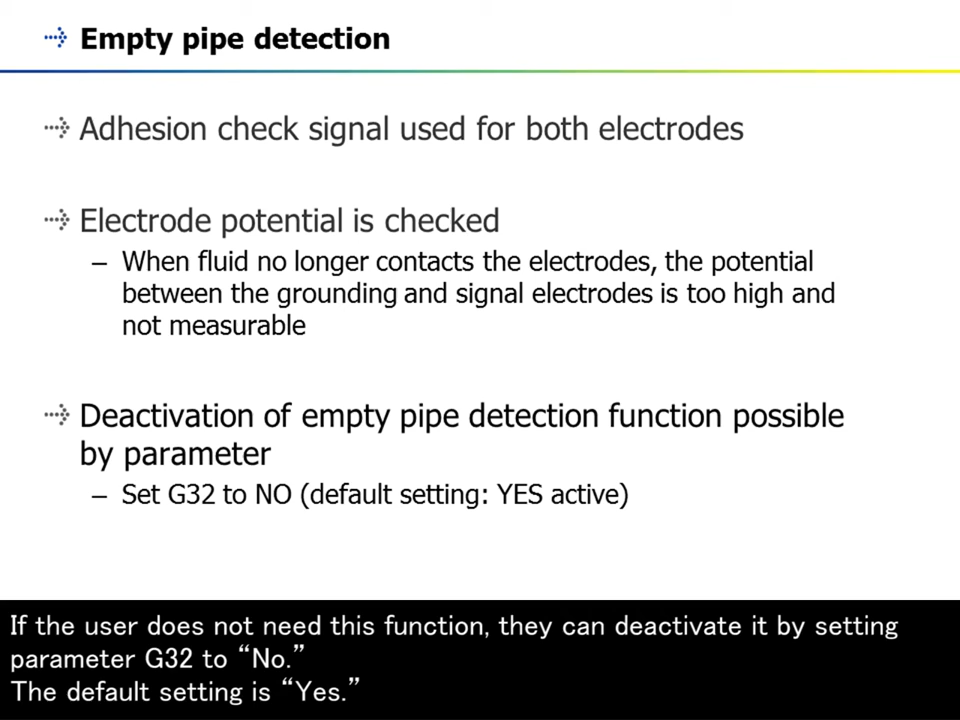 Empty pipe detection
Adhesion check signal used for both electrodes
Electrode potential is checked
– When fluid no longer contacts the electrodes, the potential
between the grounding and signal electrodes is too high and
not measurable
Deactivation of empty pipe detection function possible
by parameter
– Set G32 to NO (default setting: YES active)
If the user does not need this function, they can deactivate it by setting
parameter G32 to “No.”
The default setting is “Yes.”